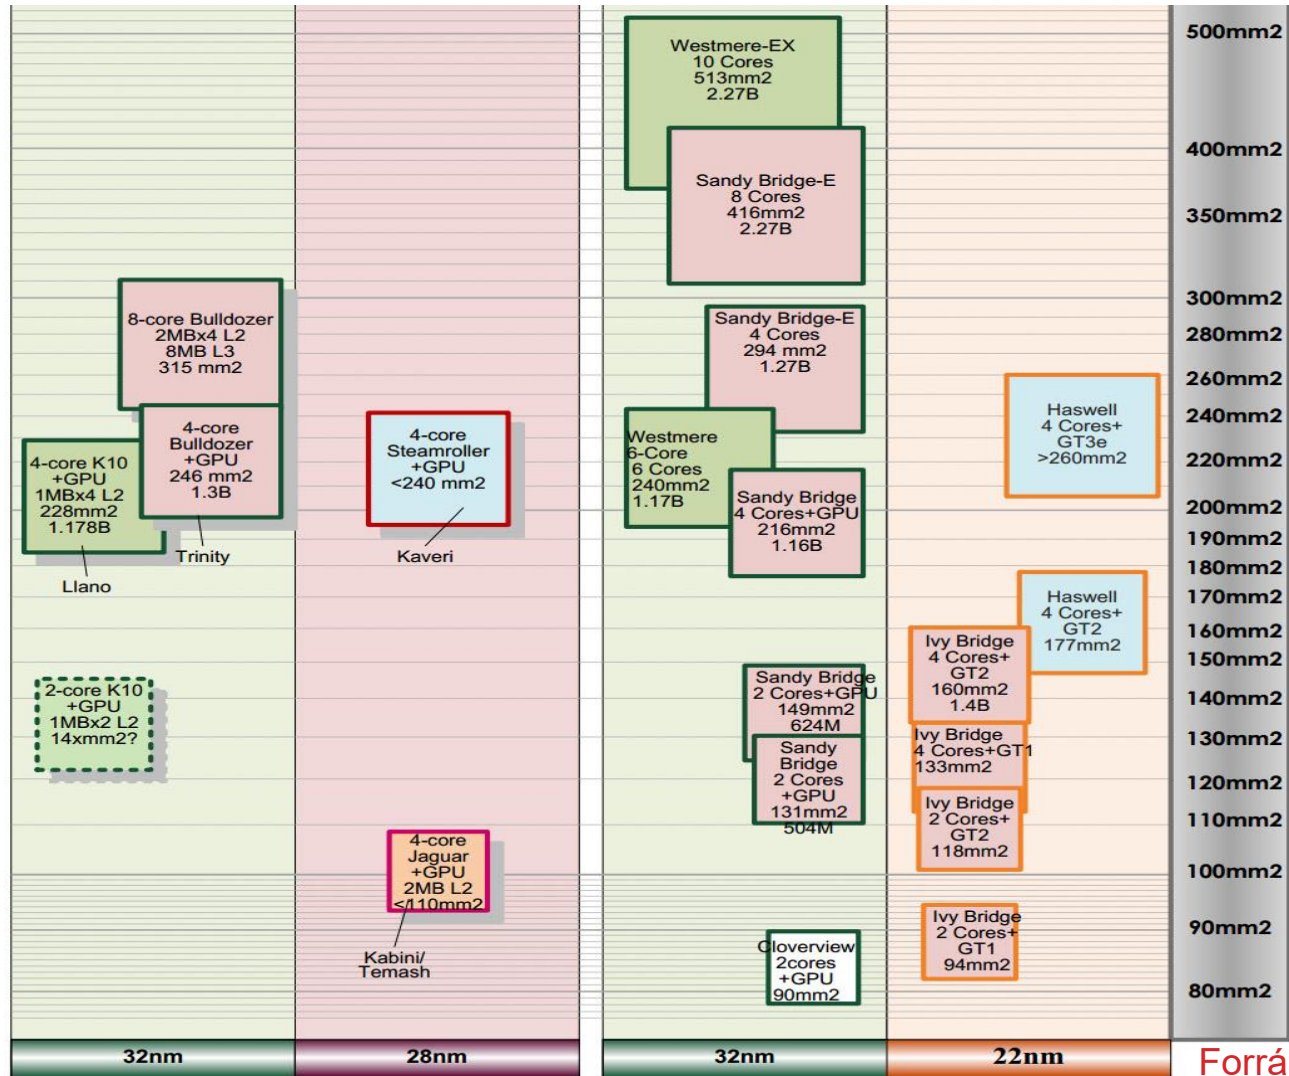 500mm2
400mm2
350mm2
300mm2
280mm2
260mm2
240mm2
220mm2
200mm2
190mm2
180mm2
170mm2
160mm2
150mm2
140mm2
130mm2
120mm2
110mm2
100mm2
90mm2
80mm2
8-core Bulldozer
2MBx4 L2
8MB L3
315 mm2
4-core
Bulldozer
+GPU
246 mm2
1.3B
Trinity
4-core K10
+GPU
1MBx4 L2
228mm2
1.178B
Llano
2-core K10
+GPU
1MBx2 L2
14xmm2?
4-core
Steamroller
+GPU
<240 mm2
Kaveri
4-core
Jaguar
+GPU
2MB L2
<110mm2
Kabini/
Temash
Westmere-EX
10 Cores
513mm2
2.27B
Sandy Bridge-E
8 Cores
416mm2
2.27B
Sandy Bridge-E
4 Cores
294 mm2
1.27B
Westmere
6-Core
6 Cores
240mm2
1.17B
Sandy Bridge
4 Cores+GPU
216mm2
1.16B
Sandy Bridge
2 Cores+GPU
149mm2
624M
Sandy
Bridge
2 Cores
+GPU
131mm2
504M
Cloverview
2cores
+GPU
90mm2
Haswell
4 Cores+
GT3e
>260mm2
Haswell
4 Cores+
GT2
177mm2
Ivy Bridge
4 Cores+
GT2
160mm2
1.4B
Ivy Bridge
4 Cores+GT1
133mm2
Ivy Bridge
2 Cores+
GT2
118mm2
Ivy Bridge
2 Cores+
GT1
94mm2
32nm
28nm
32nm
22nm
Forrá